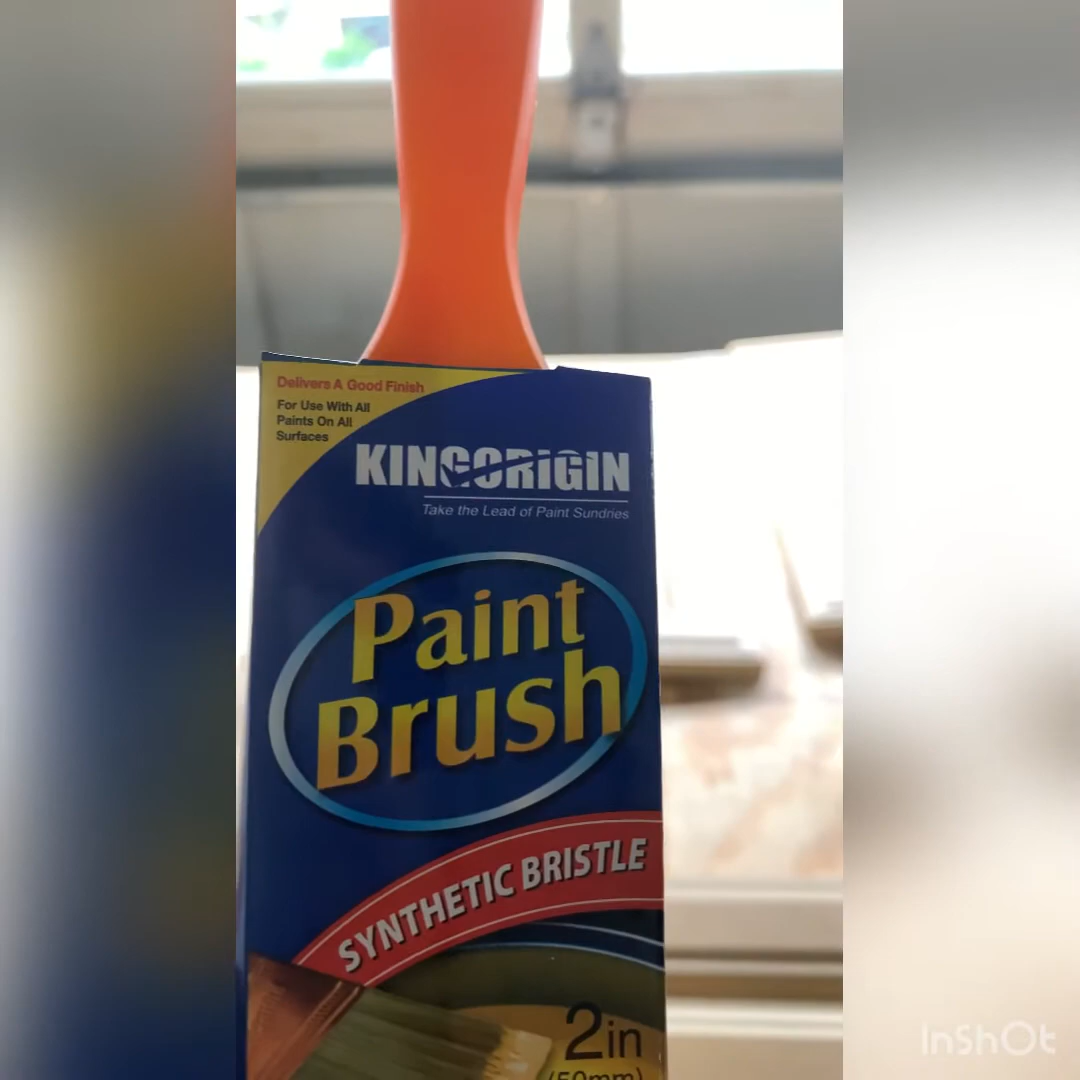 Delivers A Good Finish
For Use With All
Paints On All
Surfaces
KINGORIGIN
Take the Lead of Paint Sundries
Paint
Brush
SYNTHETIC BRISTLE
2in
(50mm)
InShOt